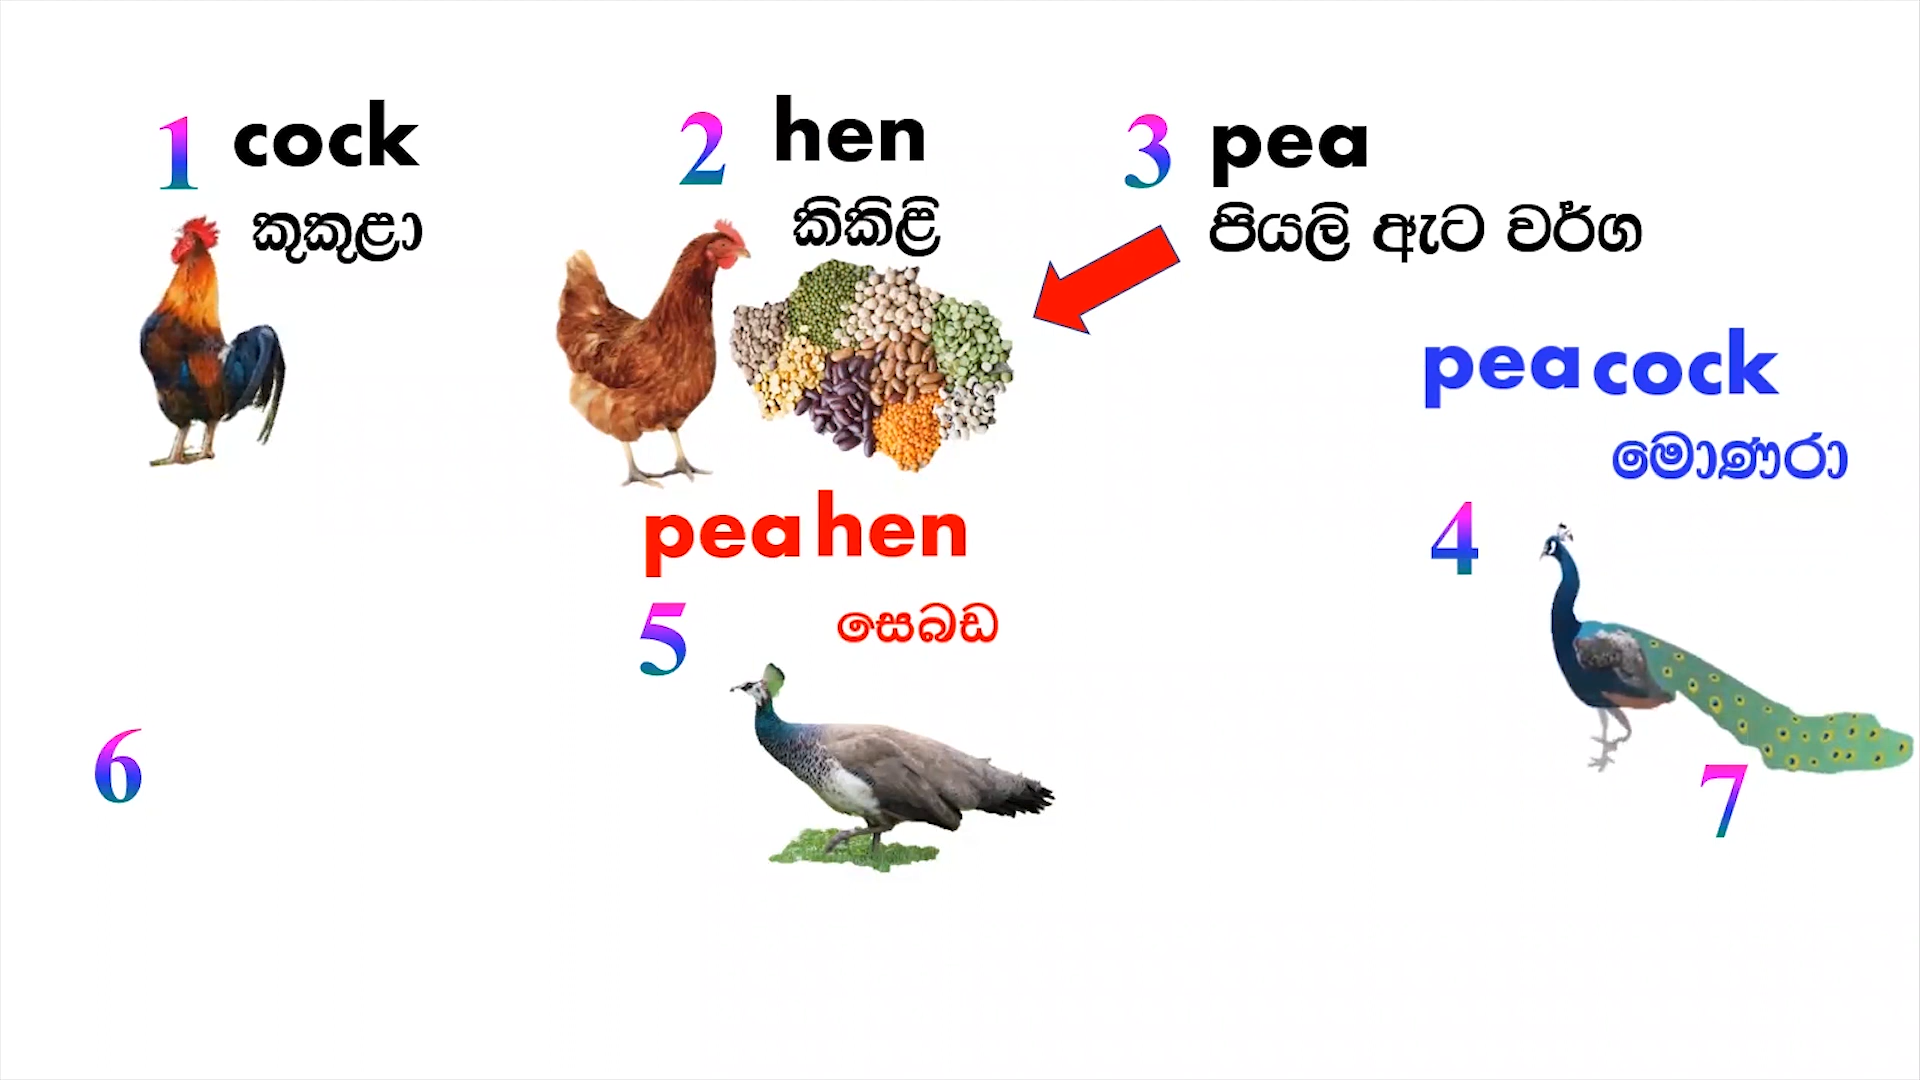 1 cock
කුකුළා
2 hen
කිකිළි
3 pea
පියලි ඇට වර්ග
peacock
මොණරා
4
peahen
5 සෙබඩ
6
7